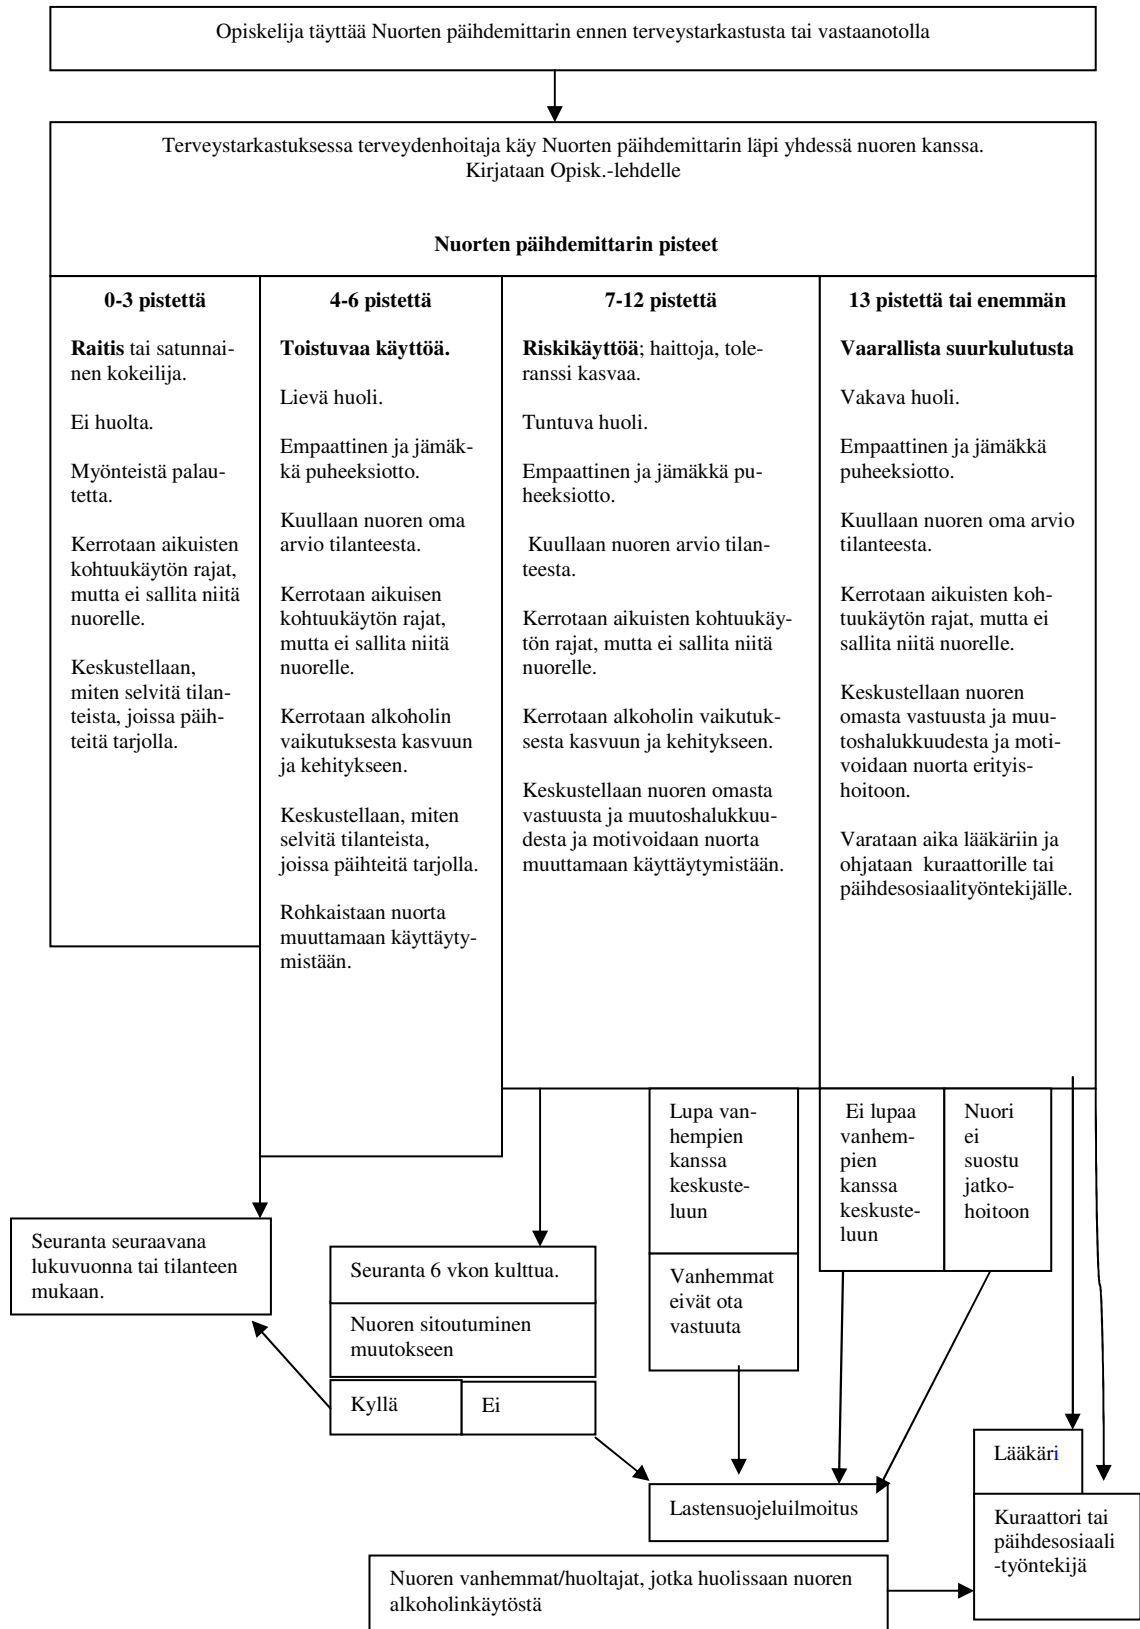 Opiskelija täyttää Nuorten päihdemittarin ennen terveystarkastusta tai vastaanotolla
Terveystarkastuksessa terveydenhoitaja käy Nuorten päihdemittarin läpi yhdessä nuoren kanssa.
Kirjataan Opisk.-lehdelle
Nuorten päihdemittarin pisteet
0-3 pistettä
Raitis tai satunnai-
nen kokeilija.
Ei huolta.
Myönteistä palau-
tetta.
Kerrotaan aikuisten
kohtuukäytön rajat,
mutta ei sallita niitä
nuorelle.
Keskustellaan,
miten selvitä tilan-
teista, joissa päih-
teitä tarjolla.
4-6 pistettä
Toistuvaa käyttöä.
Lievä huoli.
Empaattinen ja jämäk-
kä puheeksiotto.
Kuullaan nuoren oma
arvio tilanteesta.
Kerrotaan aikuisen
kohtuukäytön rajat,
mutta ei sallita niitä
nuorelle.
Kerrotaan alkoholin
vaikutuksesta kasvuun
ja kehitykseen.
Keskustellaan, miten
selvitä tilanteista,
joissa päihteitä tarjolla.
Rohkaistaan nuorta
muuttamaan käyttäyty-
mistään.
7-12 pistettä
Riskikäyttöä; haittoja, tole-
ranssi kasvaa.
Tuntuva huoli.
Empaattinen ja jämäkkä pu-
heeksiotto.
Kuullaan nuoren arvio tilan-
teesta.
Kerrotaan aikuisten kohtuukäy-
tön rajat, mutta ei sallita niitä
nuorelle.
Kerrotaan alkoholin vaikutuk-
sesta kasvuun ja kehitykseen.
Keskustellaan nuoren omasta
vastuusta ja muutoshalukkuu-
desta ja motivoidaan nuorta
muuttamaan käyttäytymistään.
13 pistettä tai enemmän
Vaarallista suurkulutusta
Vakava huoli.
Empaattinen ja jämäkkä
puheeksiotto.
Kuullaan nuoren oma arvio
tilanteesta.
Kerrotaan aikuisten koh-
tuukäytön rajat, mutta ei
sallita niitä nuorelle.
Keskustellaan nuoren
omasta vastuusta ja muu-
toshalukkuudesta ja moti-
voidaan nuorta erityis-
hoitoon.
Varataan aika lääkäriin ja
ohjataan kuraattorille tai
päihdesosiaalityöntekijälle.
Lupa van-
hempien
kanssa
keskuste-
luun
Vanhemmat
eivät ota
vastuuta
Ei lupaa
vanhem-
pien
kanssa
keskuste-
luun
Nuori
ei
suostu
jatko-
hoitoon
Seuranta seuraavana
lukuvuonna tai tilanteen
mukaan.
Seuranta 6 vkon kulttua.
Nuoren sitoutuminen
muutokseen
Kyllä
Ei
Lastensuojeluilmoitus
Lääkäri
Kuraattori tai
päihdesosiaali
-työntekijä
Nuoren vanhemmat/huoltajat, jotka huolissaan nuoren
alkoholinkäytöstä